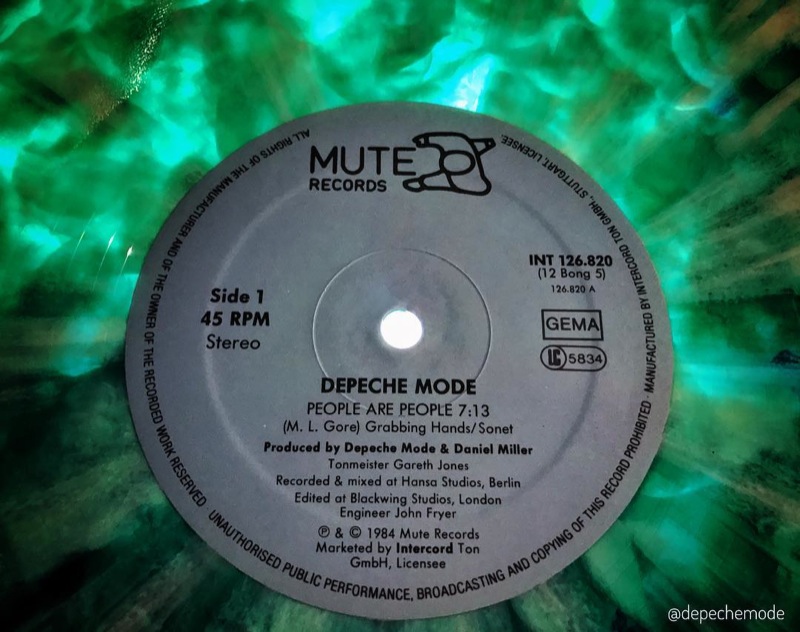 MUTE
RECORDS
ALL RIGHTS OF THE MANUFACTURER AND OF THE OWNER OF THE RECORDED WORK RESERVED
UNAUTHORISED PUBLIC PERFORMANCE, BROADCASTING AND COPYING OF THIS RECORD PROHIBITED · MANUFACTURED BY INTERCORD TON GMBH, STUTTGART LICENSEE.
INT 126.820
(12 Bong 5)
126.820 A
Side 1
45 RPM
Stereo
GEMA
LC 5834
DEPECHE MODE
PEOPLE ARE PEOPLE 7:13
(M. L. Gore) Grabbing Hands/Sonet
Produced by Depeche Mode & Daniel Miller
Tonmeister Gareth Jones
Recorded & mixed at Hansa Studios, Berlin
Edited at Blackwing Studios, London
Engineer John Fryer
℗ & © 1984 Mute Records
Marketed by Intercord Ton
GmbH, Licensee
@depechemode